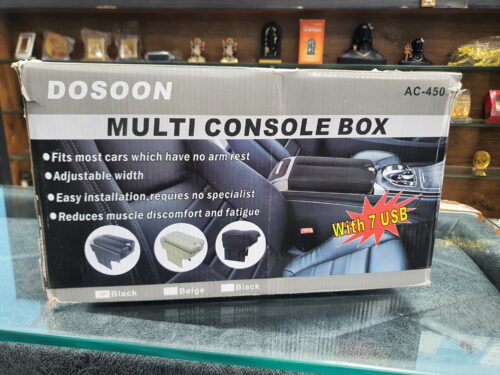 DOSOON
AC-450
MULTI CONSOLE BOX
Fits most cars which have no arm rest
Adjustable width
Easy installation,requies no specialist
Reduces muscle discomfort and fatigue
With 7 USB
Black
Beige
Black